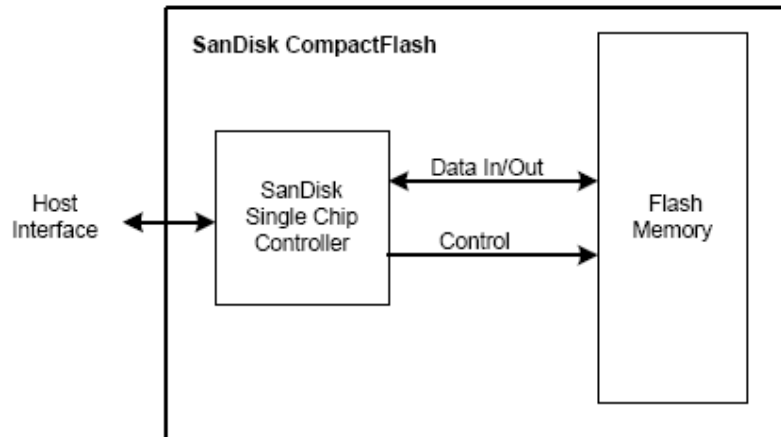 SanDisk CompactFlash
Host
Interface
SanDisk
Single Chip
Controller
Data In/Out
Control
Flash
Memory